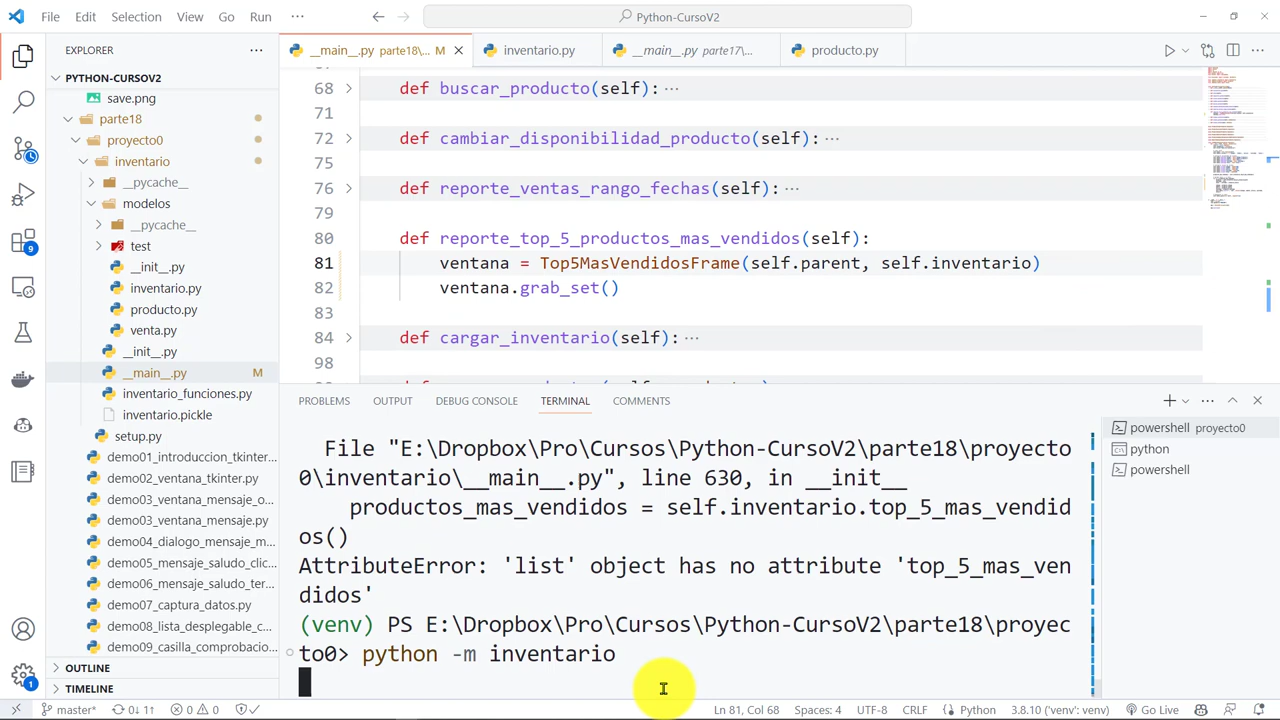 File Edit Selection View Go Run ··· Python-CursoV2
EXPLORER ···
PYTHON-CURSOV2
save.png
parte18
proyecto0
inventario
__pycache__
modelos
__pycache__
test
__init__.py
inventario.py
producto.py
venta.py
__init__.py
__main__.py M
inventario_funciones.py
inventario.pickle
setup.py
demo01_introduccion_tkinter...
demo02_ventana_tkinter.py
demo03_ventana_mensaje_o...
demo03_ventana_mensaje.py
demo04_dialogo_mensaje_m...
demo05_mensaje_saludo_clic...
demo06_mensaje_saludo_ter...
demo07_captura_datos.py
demo08_lista_desplegable_c...
demo09_casilla_comprobacio...
OUTLINE
TIMELINE
__main__.py parte18\... M
inventario.py
__main__.py parte17\...
producto.py
68 def buscar_producto(self): ···
71
72 def cambiar_disponibilidad_producto(self): ···
75
76 def reporte_ventas_rango_fechas(self): ···
79
80 def reporte_top_5_productos_mas_vendidos(self):
81 ventana = Top5MasVendidosFrame(self.parent, self.inventario)
82 ventana.grab_set()
83
84 def cargar_inventario(self): ···
98
PROBLEMS OUTPUT DEBUG CONSOLE TERMINAL COMMENTS
File "E:\Dropbox\Pro\Cursos\Python-CursoV2\parte18\proyecto
0\inventario\__main__.py", line 630, in __init__
productos_mas_vendidos = self.inventario.top_5_mas_vendid
os()
AttributeError: 'list' object has no attribute 'top_5_mas_ven
didos'
(venv) PS E:\Dropbox\Pro\Cursos\Python-CursoV2\parte18\proyec
to0> python -m inventario
powershell proyecto0
python
powershell
master* 0↓ 1↑ 0 0 Ln 81, Col 68 Spaces: 4 UTF-8 CRLF Python 3.8.10 ('venv': venv) Go Live